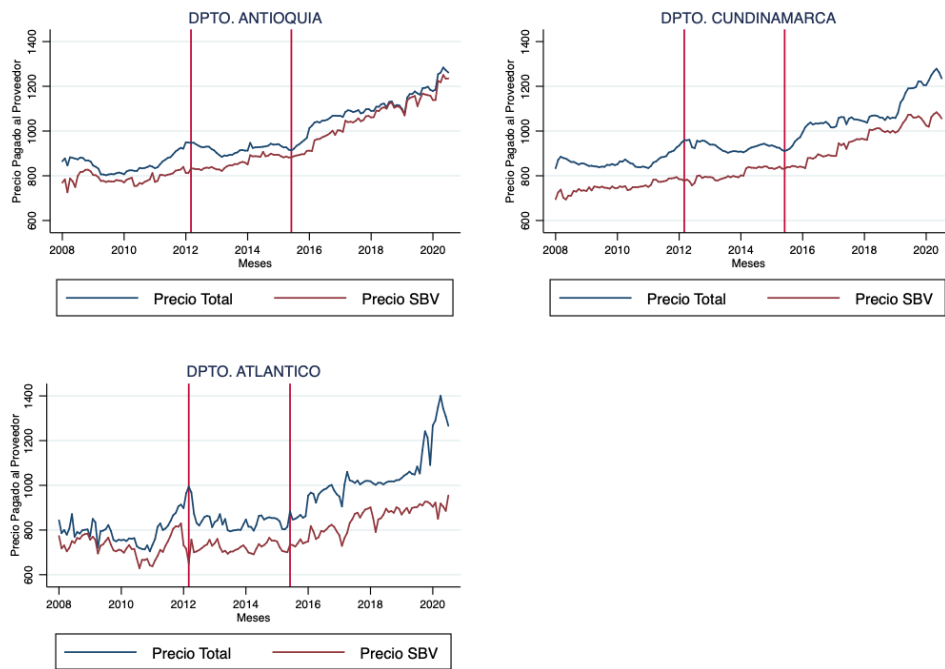 DPTO. ANTIOQUIA
Precio Pagado al Proveedor
1400
1200
1000
800
600
2008 2010 2012 2014 2016 2018 2020
Meses
Precio Total Precio SBV
DPTO. CUNDINAMARCA
Precio Pagado al Proveedor
1400
1200
1000
800
600
2008 2010 2012 2014 2016 2018 2020
Meses
Precio Total Precio SBV
DPTO. ATLANTICO
Precio Pagado al Proveedor
1400
1200
1000
800
600
2008 2010 2012 2014 2016 2018 2020
Meses
Precio Total Precio SBV